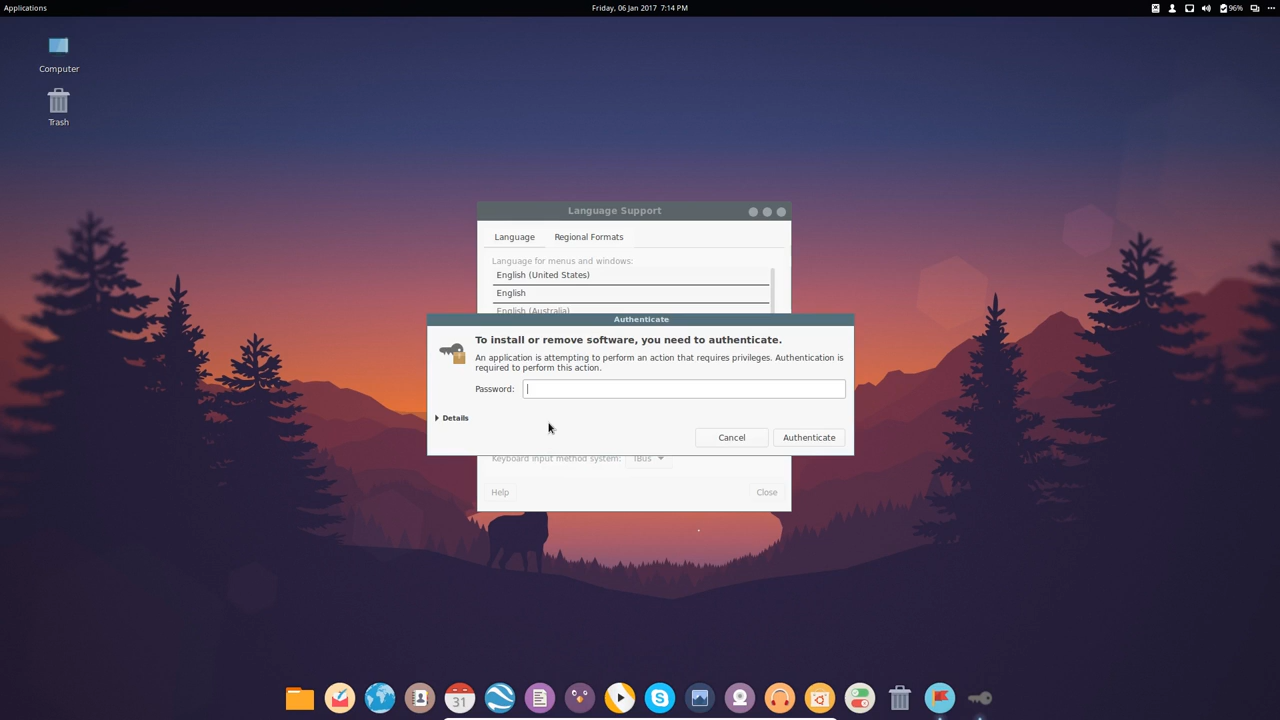 Applications
Friday, 06 Jan 2017 7:14 PM
96%
Computer
Trash
Language Support
Language Regional Formats
Language for menus and windows:
English (United States)
English
English (Australia)
Authenticate
To install or remove software, you need to authenticate.
An application is attempting to perform an action that requires privileges. Authentication is
required to perform this action.
Password:
Details
Cancel Authenticate
Keyboard input method system: IBus
Help Close
31